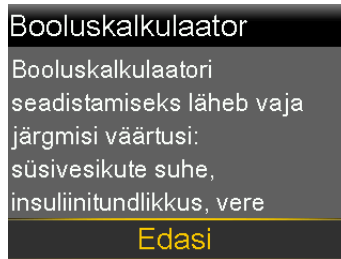 Booluskalkulaator
Booluskalkulaatori
seadistamiseks läheb vaja
järgmisi väärtusi:
süsivesikute suhe,
insuliinitundlikkus, vere
Edasi